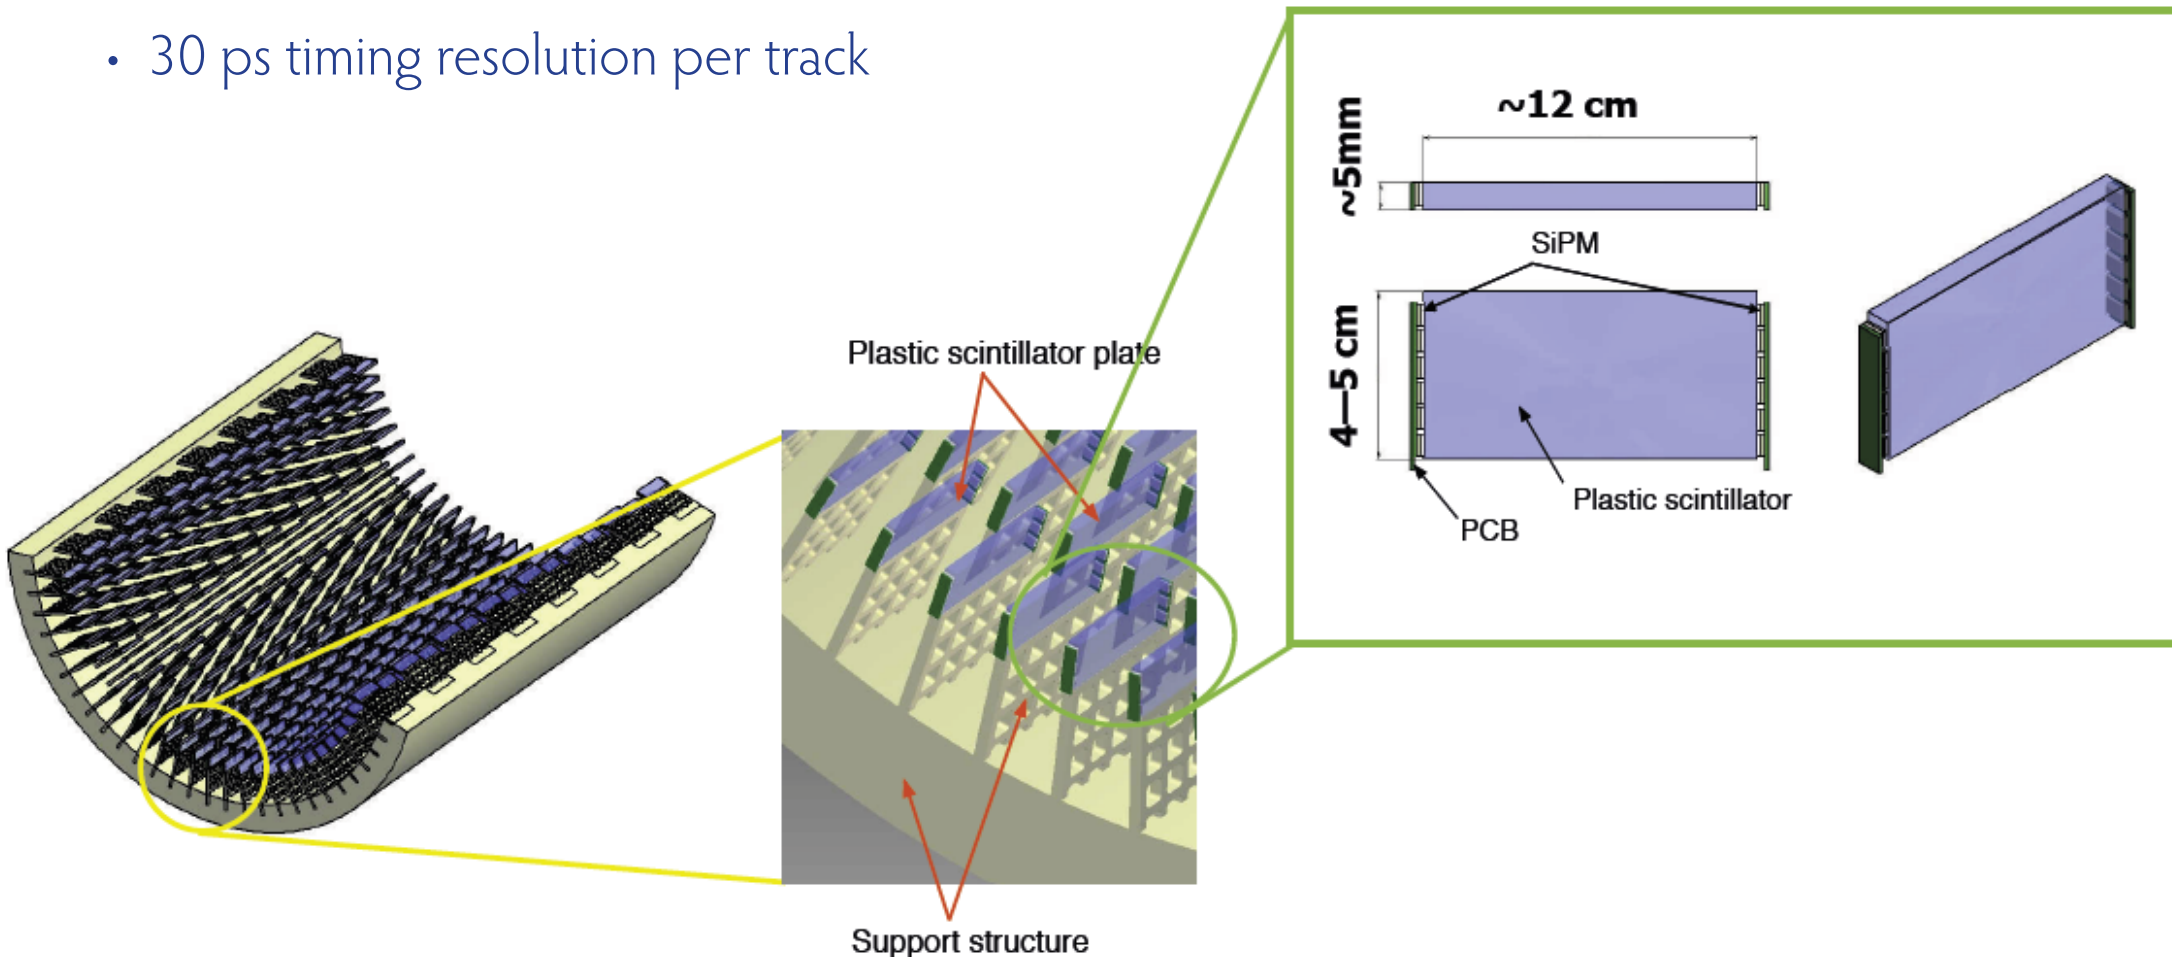 • 30 ps timing resolution per track
~12 cm
~5mm
SiPM
4—5 cm
Plastic scintillator
PCB
Plastic scintillator plate
Support structure